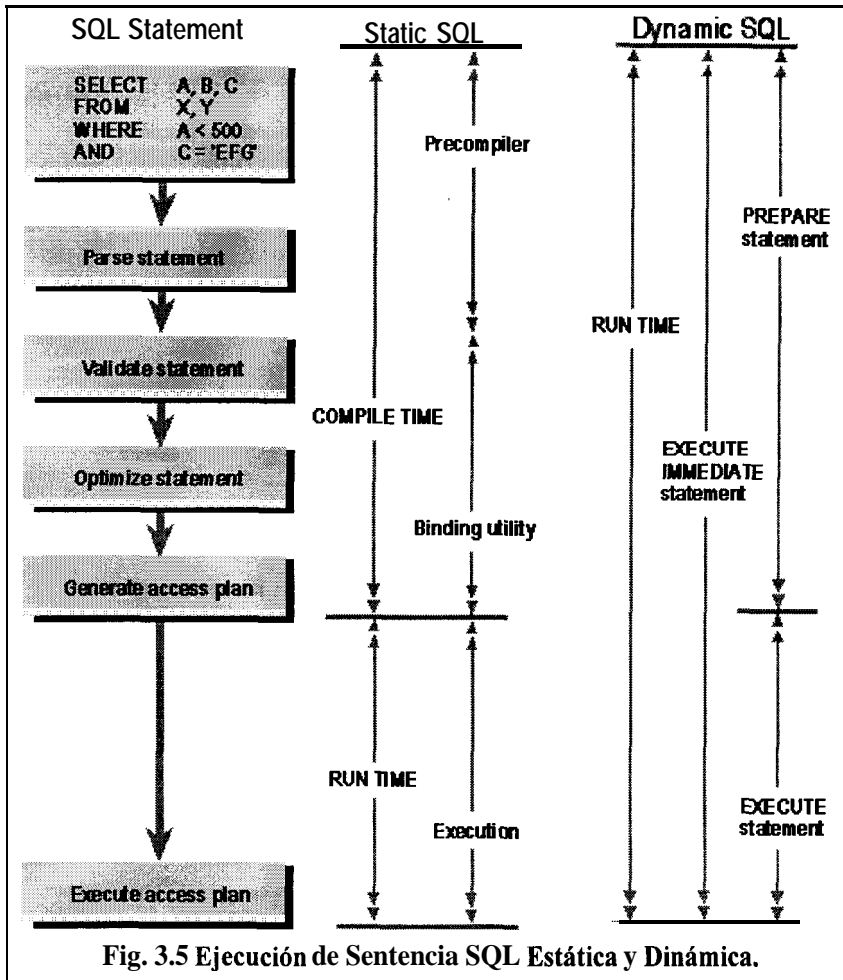 SQL Statement
Static SQL
Dynamic SQL
SELECT A, B, C
FROM X, Y
WHERE A < 500
AND C = 'EFG'
Precompiler
PREPARE
statement
Parse statement
RUN TIME
Validate statement
COMPILE TIME
EXECUTE
IMMEDIATE
statement
Optimize statement
Binding utility
Generate access plan
RUN TIME
EXECUTE
statement
Execution
Execute access plan
Fig. 3.5 Ejecución de Sentencia SQL Estática y Dinámica.